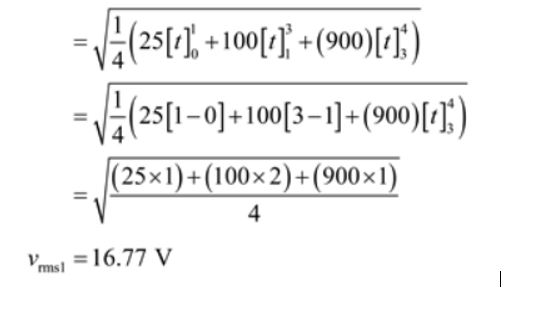 = √(1/4 (25[t]₀¹ + 100[t]₁³ + (900)[t]₃⁴))
= √(1/4 (25[1−0] + 100[3−1] + (900)[t]₃⁴))
= √(((25×1) + (100×2) + (900×1))/4)
v_rms1 = 16.77 V